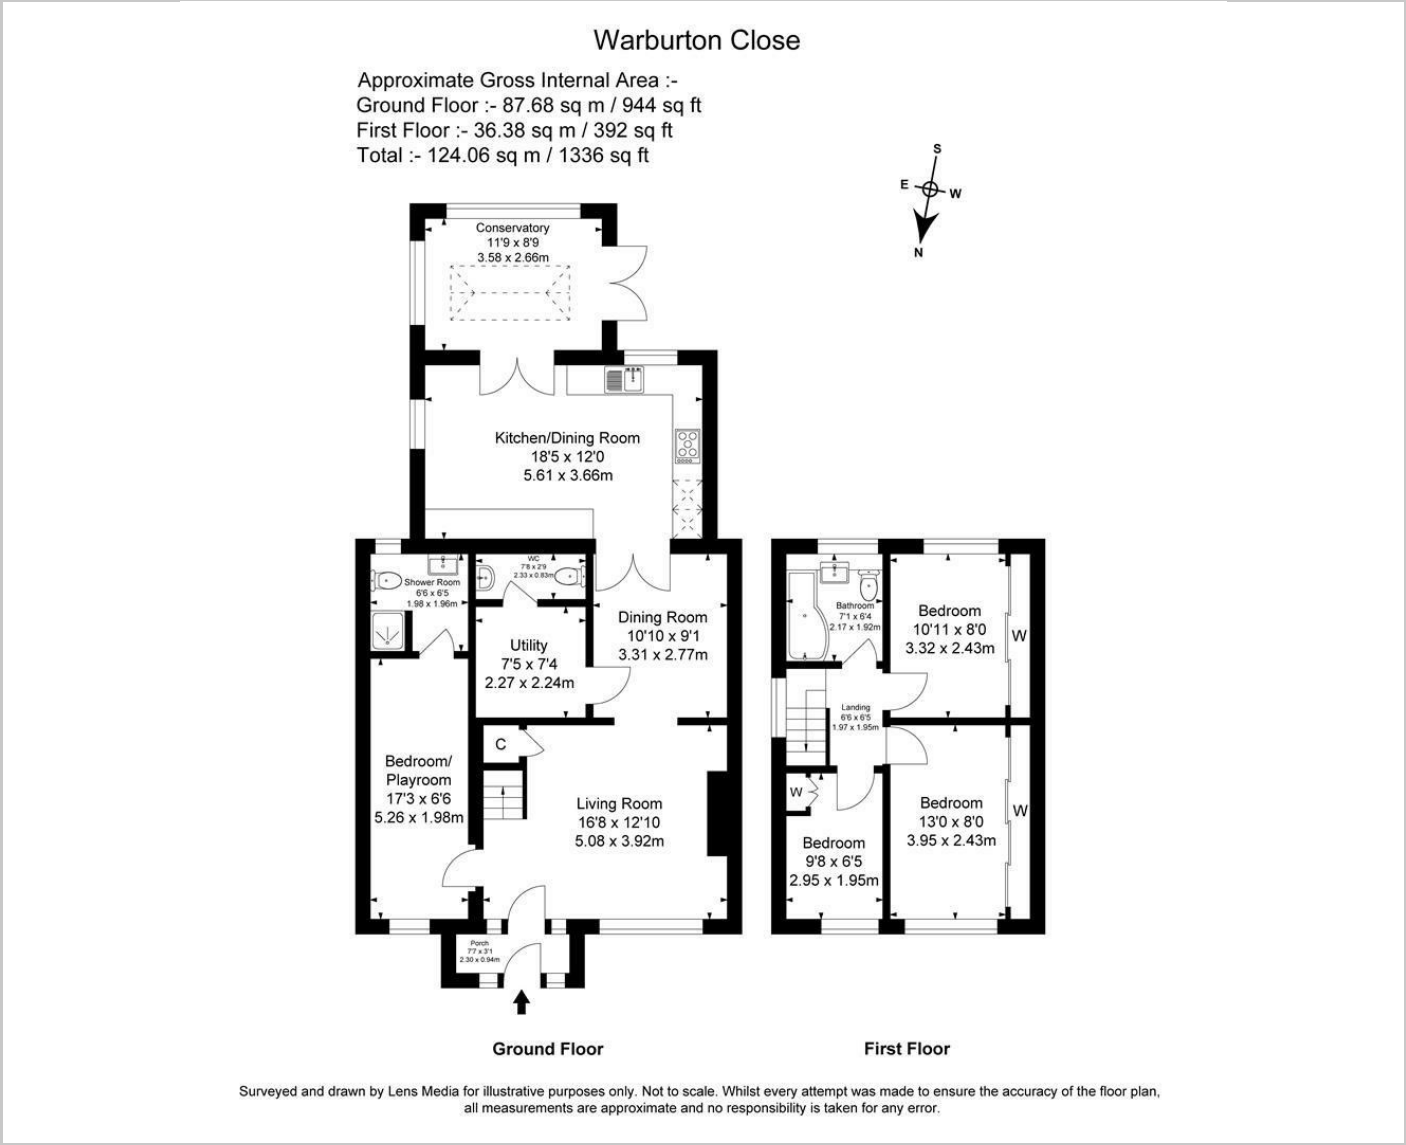 Warburton Close
Approximate Gross Internal Area :-
Ground Floor :- 87.68 sq m / 944 sq ft
First Floor :- 36.38 sq m / 392 sq ft
Total :- 124.06 sq m / 1336 sq ft
S
E
W
N
Conservatory
11'9 x 8'9
3.58 x 2.66m
Kitchen/Dining Room
18'5 x 12'0
5.61 x 3.66m
Shower Room
6'6 x 6'5
1.98 x 1.96m
WC
7'8 x 2'9
2.33 x 0.83m
Utility
7'5 x 7'4
2.27 x 2.24m
Dining Room
10'10 x 9'1
3.31 x 2.77m
C
Bedroom/
Playroom
17'3 x 6'6
5.26 x 1.98m
Living Room
16'8 x 12'10
5.08 x 3.92m
Porch
7'7 x 3'1
2.30 x 0.94m
Bathroom
7'1 x 6'4
2.17 x 1.92m
Bedroom
10'11 x 8'0
3.32 x 2.43m
W
Landing
6'6 x 6'5
1.97 x 1.95m
W
Bedroom
9'8 x 6'5
2.95 x 1.95m
Bedroom
13'0 x 8'0
3.95 x 2.43m
W
Ground Floor
First Floor
Surveyed and drawn by Lens Media for illustrative purposes only. Not to scale. Whilst every attempt was made to ensure the accuracy of the floor plan,
all measurements are approximate and no responsibility is taken for any error.